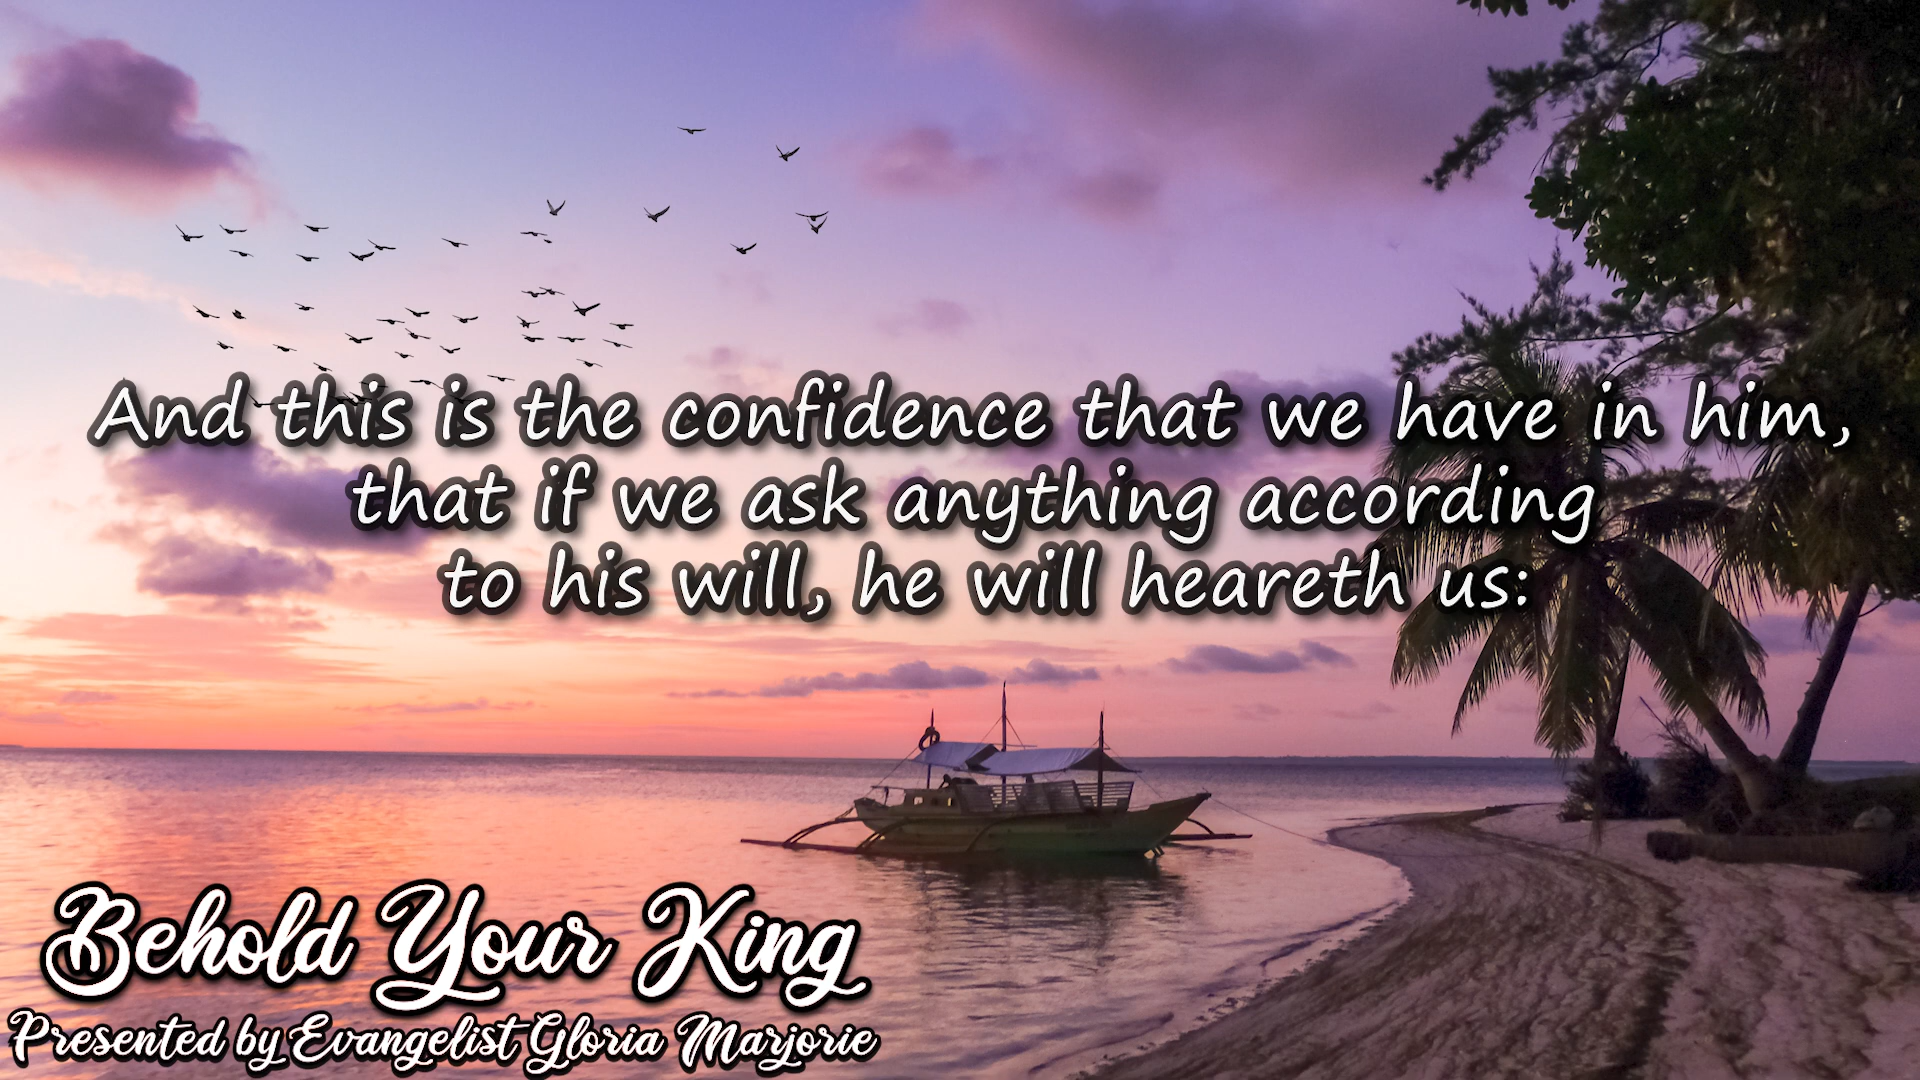 And this is the confidence that we have in him,
that if we ask anything according
to his will, he will heareth us:
Behold Your King
Presented by Evangelist Gloria Marjorie